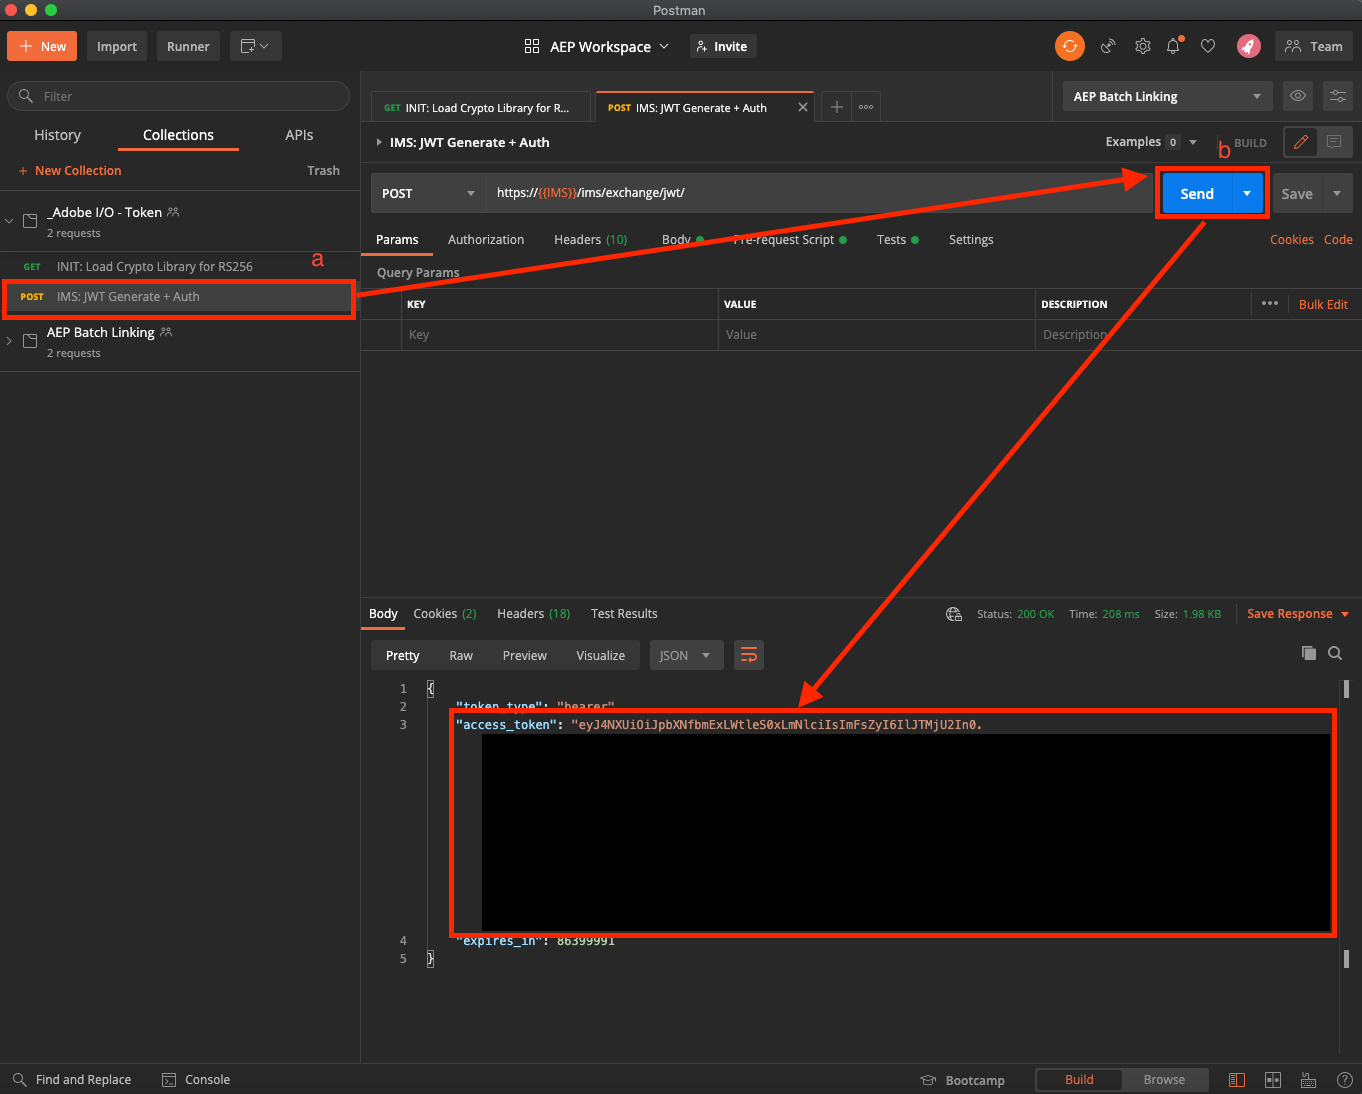 Postman
New
Import
Runner
AEP Workspace
Invite
Team
Filter
History
Collections
APIs
+ New Collection
Trash
_Adobe I/O - Token
2 requests
GET INIT: Load Crypto Library for RS256
a
POST IMS: JWT Generate + Auth
AEP Batch Linking
2 requests
GET INIT: Load Crypto Library for R...
POST IMS: JWT Generate + Auth
AEP Batch Linking
IMS: JWT Generate + Auth
Examples 0
b
BUILD
POST
https://{{IMS}}/ims/exchange/jwt/
Send
Save
Params
Authorization
Headers (10)
Body
Pre-request Script
Tests
Settings
Cookies
Code
Query Params
KEY
VALUE
DESCRIPTION
Bulk Edit
Key
Value
Description
Body
Cookies (2)
Headers (18)
Test Results
Status: 200 OK
Time: 208 ms
Size: 1.98 KB
Save Response
Pretty
Raw
Preview
Visualize
JSON
1 {
2 "token_type": "bearer"
3 "access_token": "eyJ4NXUiOiJpbXNfbmExLWtleS0xLmNlciIsImFsZyI6IlJTMjU2In0.
4 "expires_in": 86399991
5 }
Find and Replace
Console
Bootcamp
Build
Browse